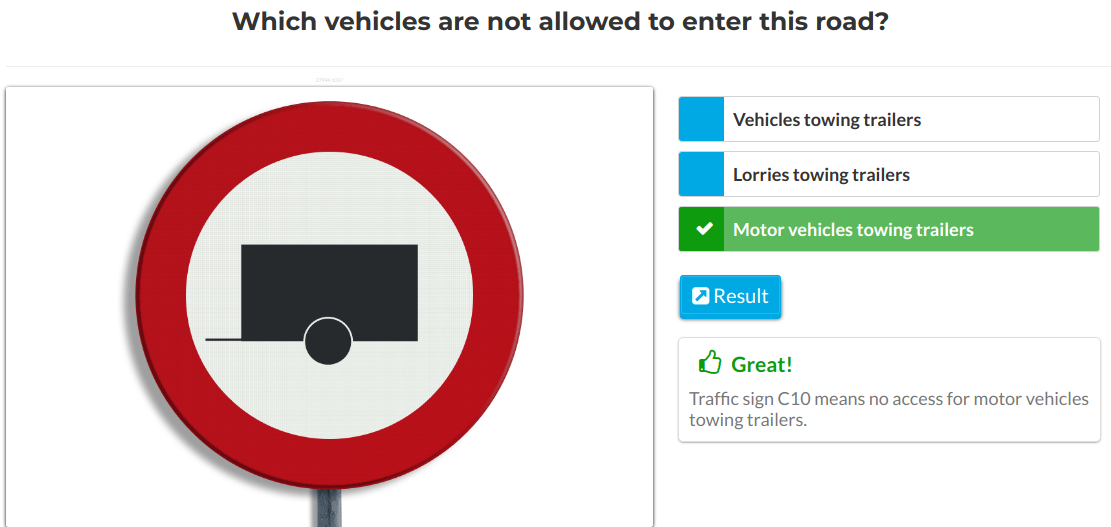 Which vehicles are not allowed to enter this road?
Vehicles towing trailers
Lorries towing trailers
Motor vehicles towing trailers
Result
Great!
Traffic sign C10 means no access for motor vehicles
towing trailers.